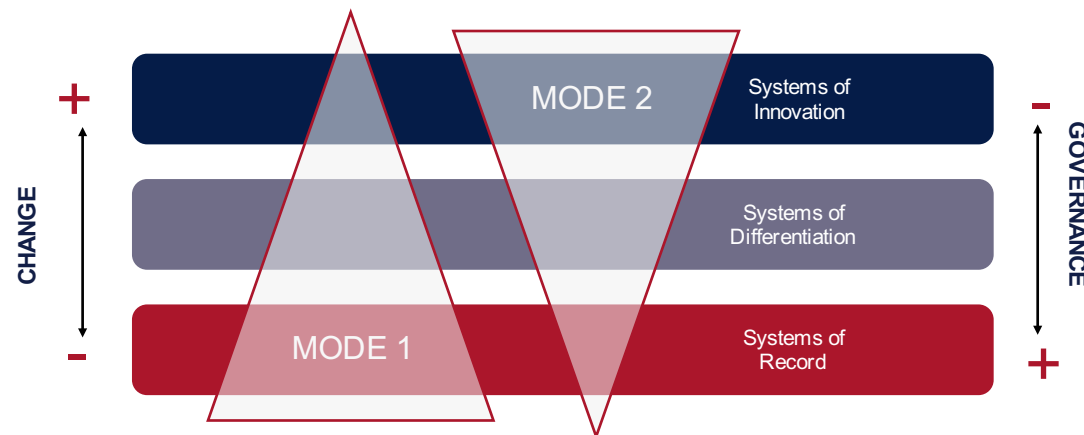 +
CHANGE
-
MODE 2
Systems of
Innovation
Systems of
Differentiation
MODE 1
Systems of
Record
-
GOVERNANCE
+